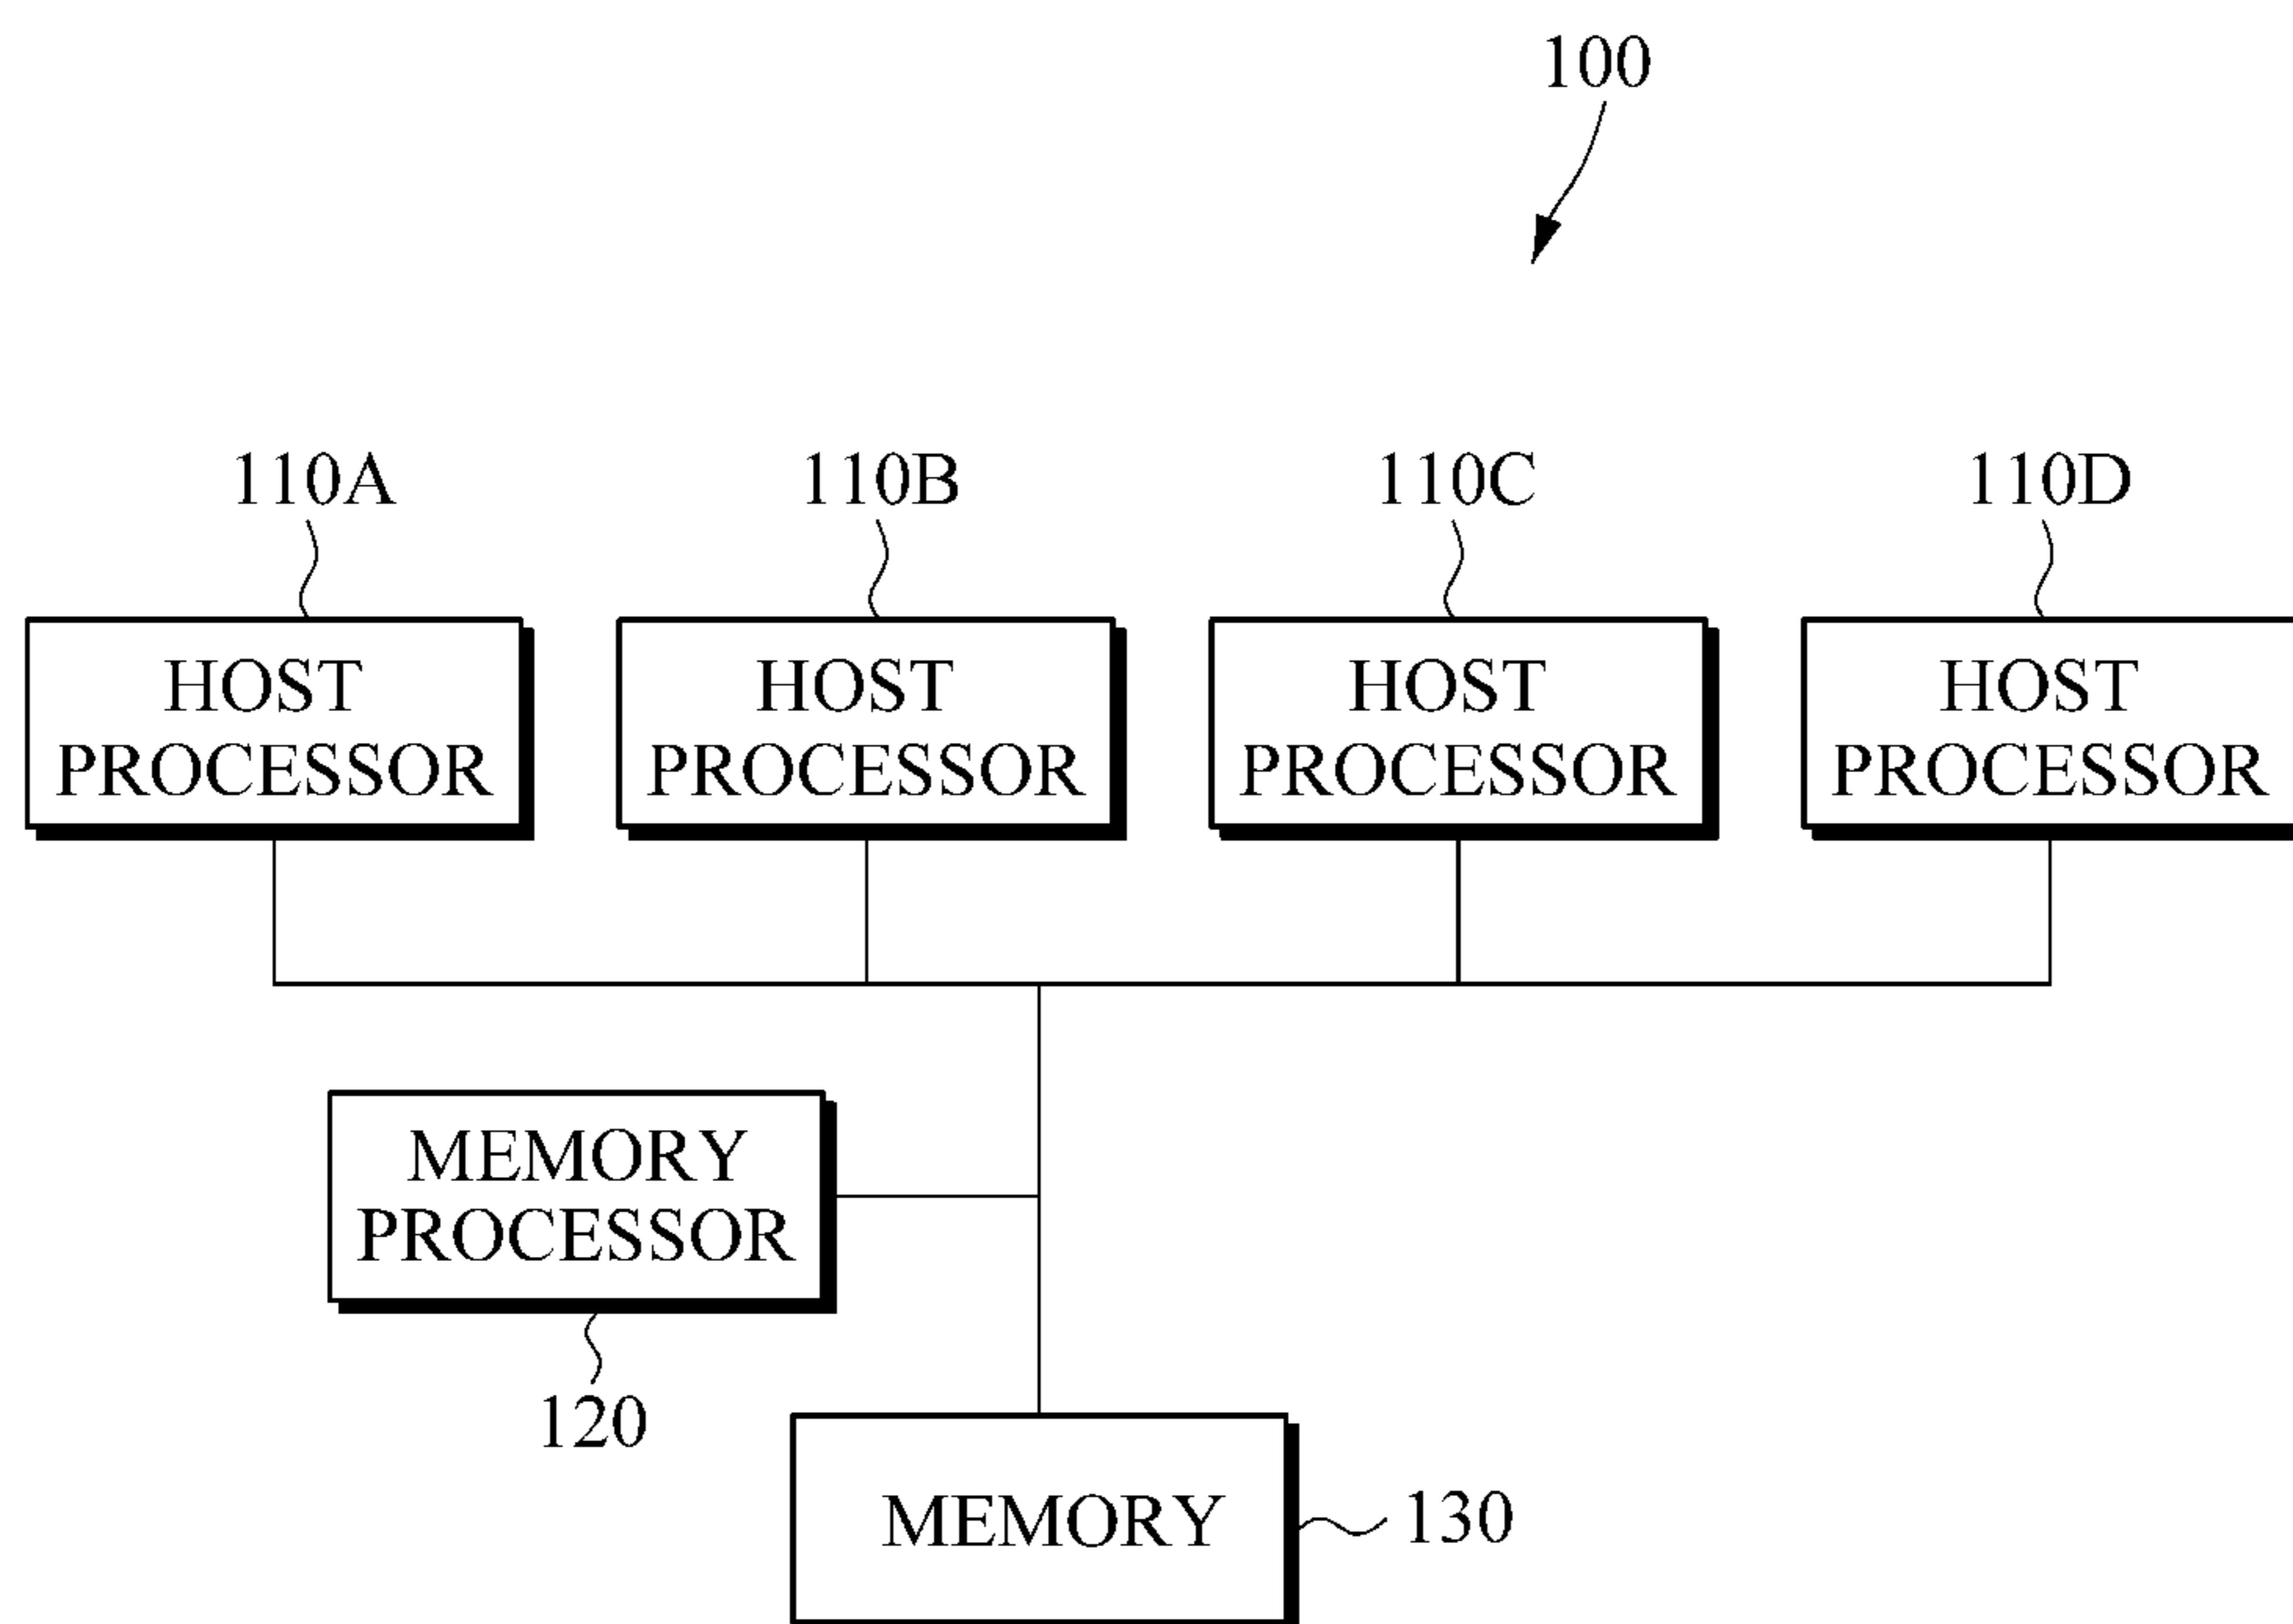 100
110A
110B
110C
110D
HOST
PROCESSOR
HOST
PROCESSOR
HOST
PROCESSOR
HOST
PROCESSOR
MEMORY
PROCESSOR
120
MEMORY
130